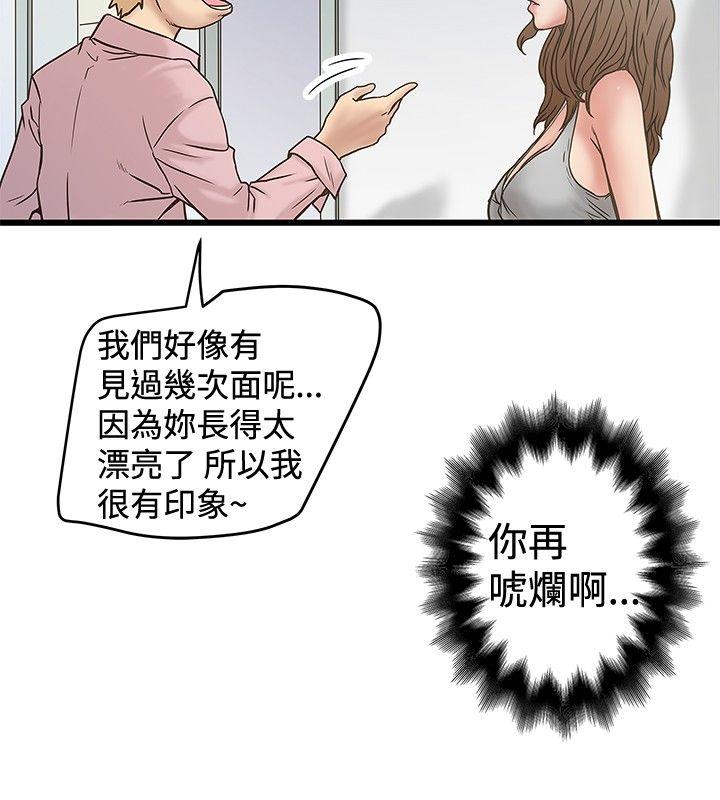 我們好像有
見過幾次面呢...
因為妳長得太
漂亮了 所以我
很有印象~
你再
唬爛啊...